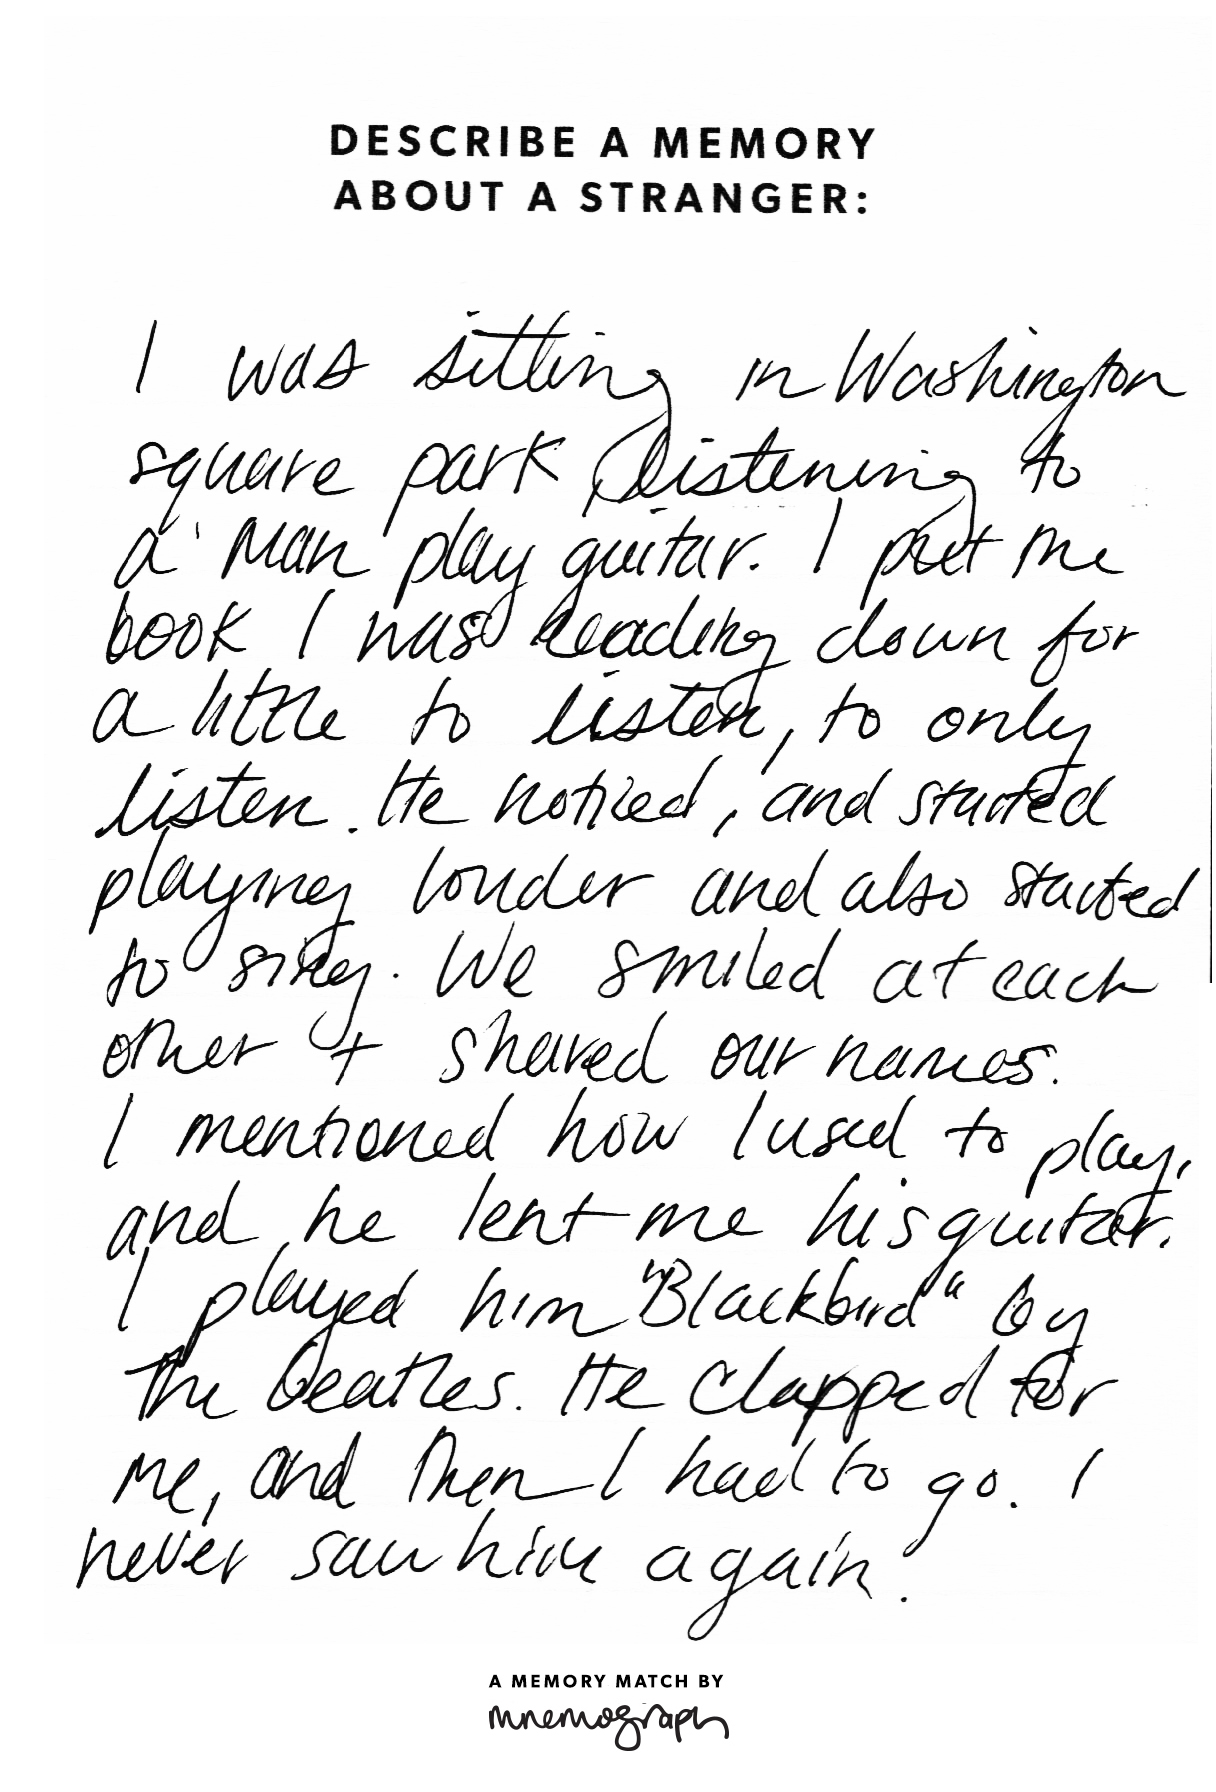 DESCRIBE A MEMORY
ABOUT A STRANGER:
I was sitting in Washington
square park listening to
a man play guitar. I put the
book I was reading down for
a little to listen, to only
listen. He noticed, and started
playing louder and also started
to sing. We smiled at each
other + shared our names.
I mentioned how I used to play,
and he lent me his guitar.
I played him "Blackbird" by
the beatles. He clapped for
me, and then I had to go. I
never saw him again.
A MEMORY MATCH BY
mnemograph